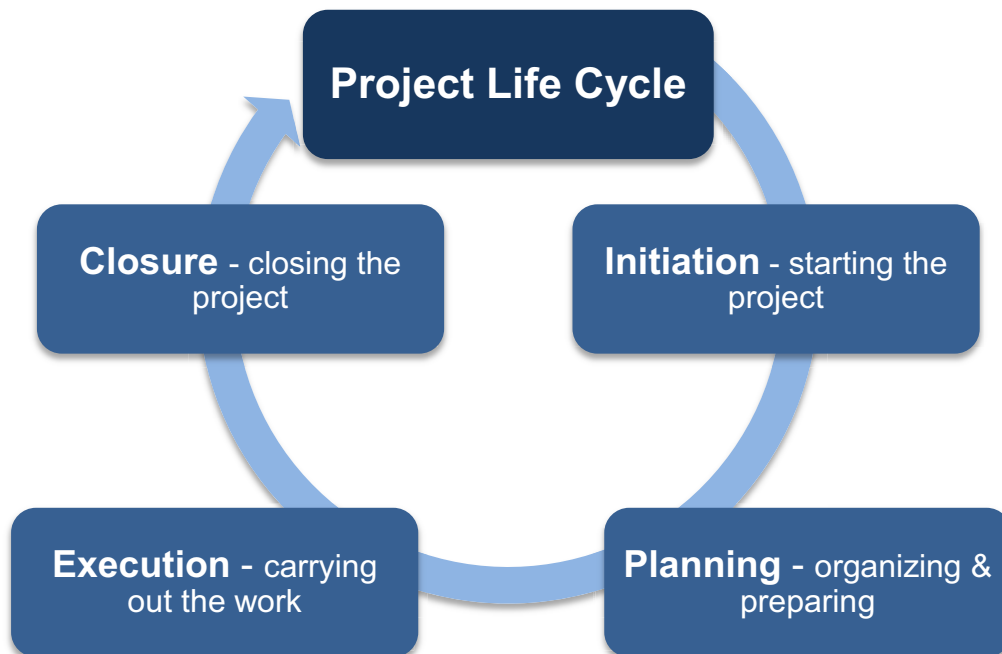 Project Life Cycle
Initiation - starting the
project
Planning - organizing &
preparing
Execution - carrying
out the work
Closure - closing the
project